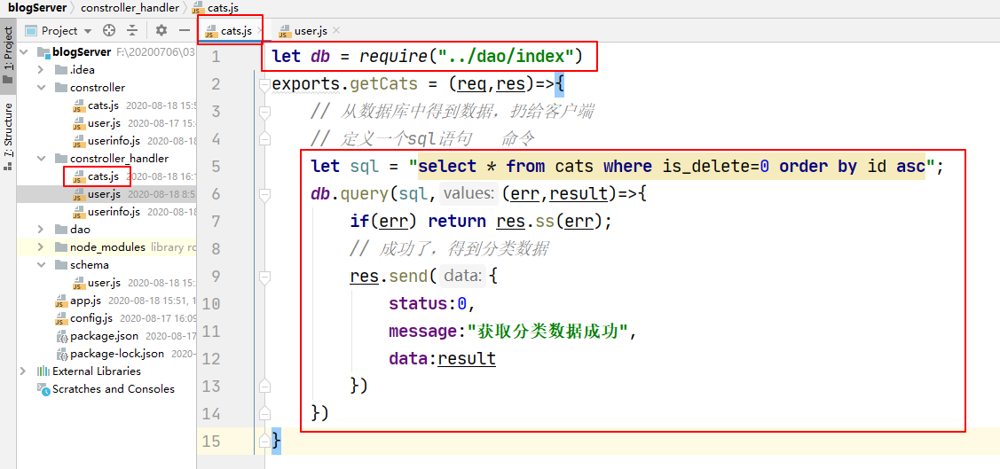 blogServer
constroller_handler
cats.js
1: Project
7: Structure
Project
blogServer F:\20200706\03
.idea
constroller
cats.js 2020-08-18 15:5
user.js 2020-08-17 15:4
userinfo.js 2020-08-18
constroller_handler
cats.js 2020-08-18 16:1
user.js 2020-08-18 8:5
userinfo.js 2020-08-18
dao
node_modules library ro
schema
user.js 2020-08-18 15:
app.js 2020-08-18 15:51, 1
config.js 2020-08-17 16:09
package.json 2020-08-17
package-lock.json 2020-0
External Libraries
Scratches and Consoles
cats.js
user.js
1 let db = require("../dao/index")
2 exports.getCats = (req,res)=>{
3 // 从数据库中得到数据，扔给客户端
4 // 定义一个sql语句 命令
5 let sql = "select * from cats where is_delete=0 order by id asc";
6 db.query(sql, values: (err,result)=>{
7 if(err) return res.ss(err);
8 // 成功了，得到分类数据
9 res.send( data: {
10 status:0,
11 message:"获取分类数据成功",
12 data:result
13 })
14 })
15 }